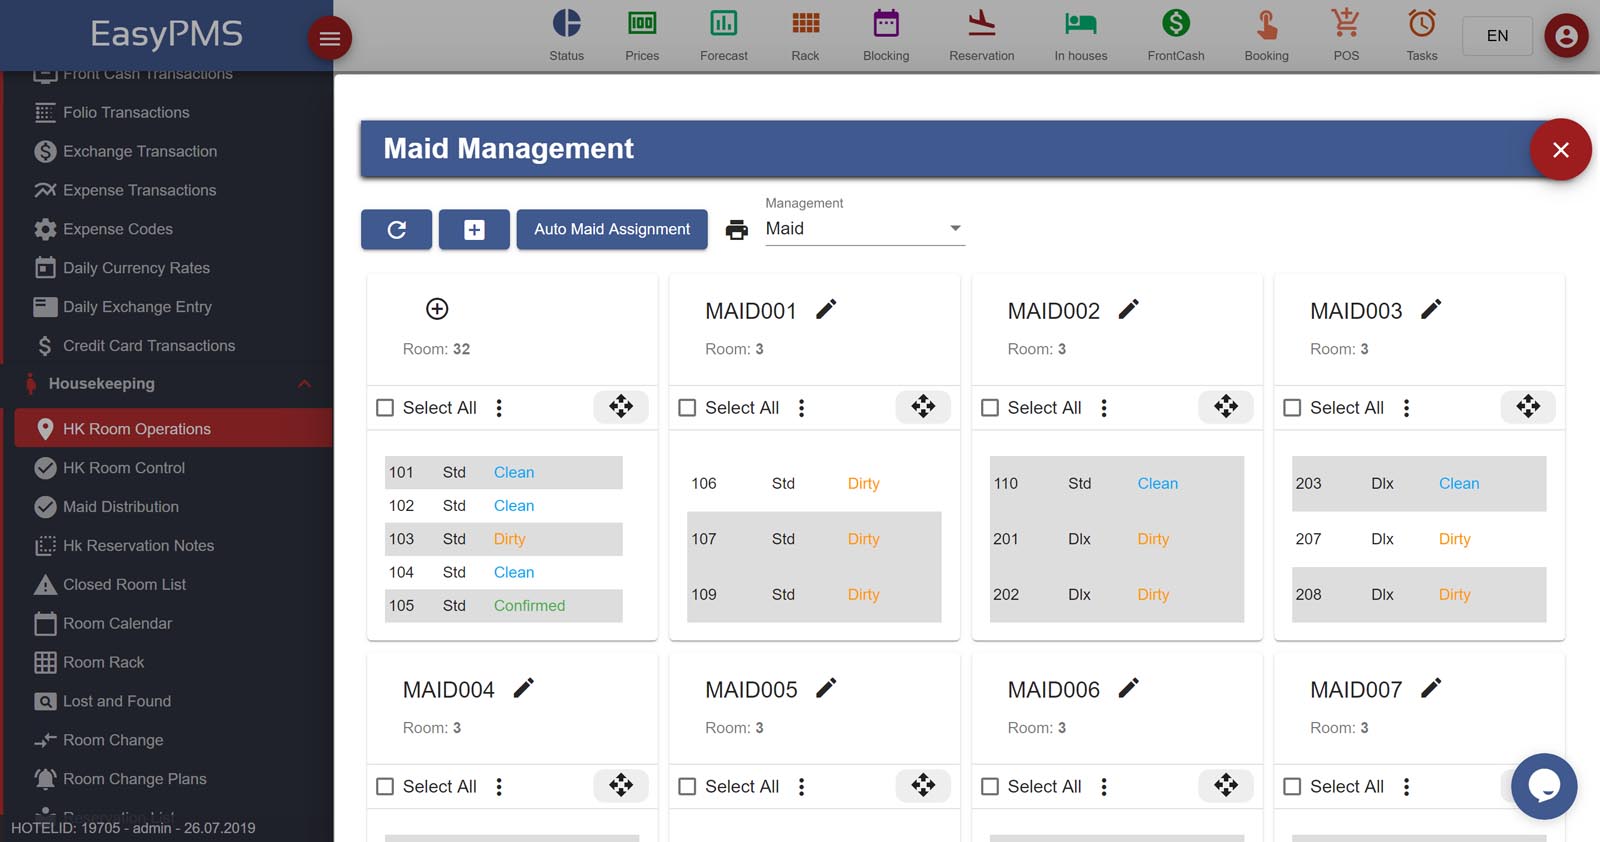 EasyPMS
Status
Prices
Forecast
Rack
Blocking
Reservation
In houses
FrontCash
Booking
POS
Tasks
EN
Front Cash Transactions
Folio Transactions
Exchange Transaction
Expense Transactions
Expense Codes
Daily Currency Rates
Daily Exchange Entry
Credit Card Transactions
Housekeeping
HK Room Operations
HK Room Control
Maid Distribution
Hk Reservation Notes
Closed Room List
Room Calendar
Room Rack
Lost and Found
Room Change
Room Change Plans
Reservation List
HOTELID: 19705 - admin - 26.07.2019
Maid Management
Auto Maid Assignment
Management
Maid
Room: 32
Select All
101 Std Clean
102 Std Clean
103 Std Dirty
104 Std Clean
105 Std Confirmed
MAID001
Room: 3
Select All
106 Std Dirty
107 Std Dirty
109 Std Dirty
MAID002
Room: 3
Select All
110 Std Clean
201 Dlx Dirty
202 Dlx Dirty
MAID003
Room: 3
Select All
203 Dlx Clean
207 Dlx Dirty
208 Dlx Dirty
MAID004
Room: 3
Select All
MAID005
Room: 3
Select All
MAID006
Room: 3
Select All
MAID007
Room: 3
Select All